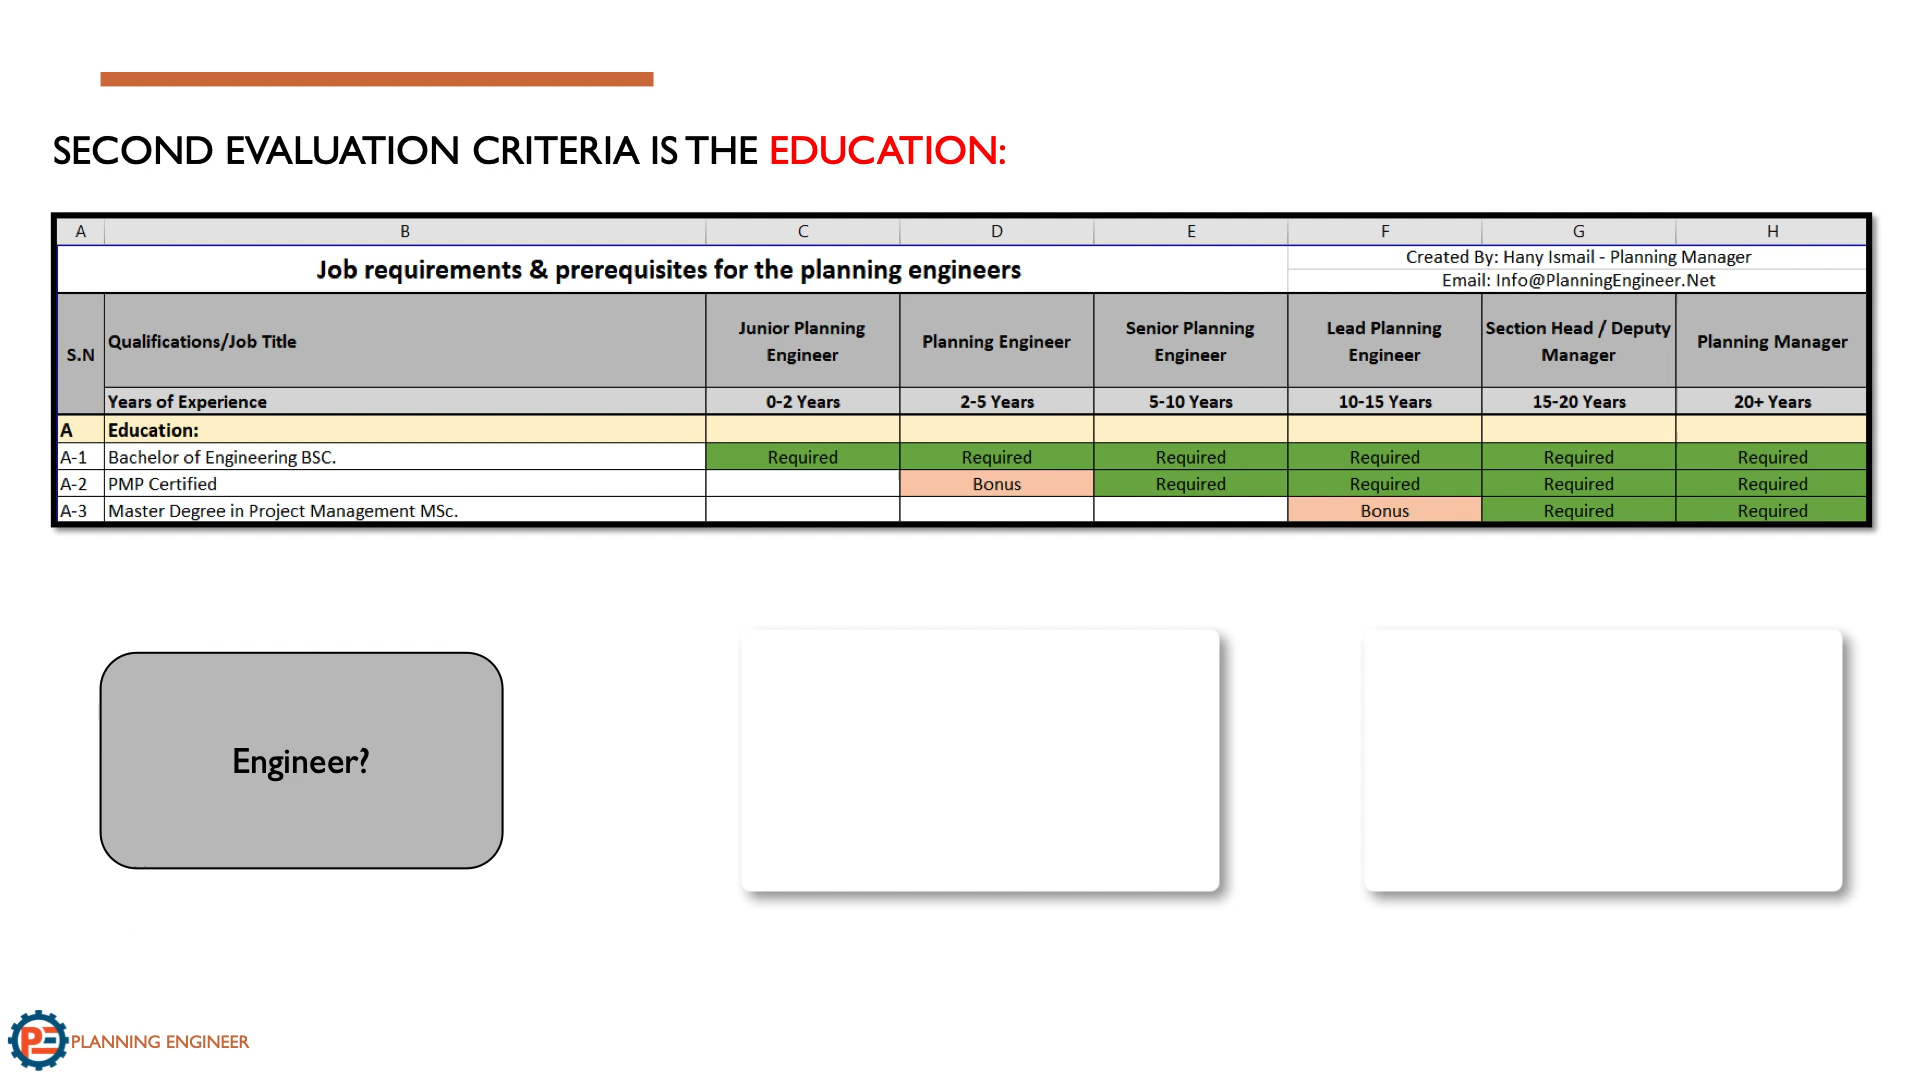 SECOND EVALUATION CRITERIA IS THE EDUCATION:
A B C D E F G H
Job requirements & prerequisites for the planning engineers
Created By: Hany Ismail - Planning Manager
Email: Info@PlanningEngineer.Net
S.N Qualifications/Job Title Junior Planning Engineer Planning Engineer Senior Planning Engineer Lead Planning Engineer Section Head / Deputy Manager Planning Manager
Years of Experience 0-2 Years 2-5 Years 5-10 Years 10-15 Years 15-20 Years 20+ Years
A Education:
A-1 Bachelor of Engineering BSC. Required Required Required Required Required Required
A-2 PMP Certified Bonus Required Required Required Required
A-3 Master Degree in Project Management MSc. Bonus Required Required
Engineer?
PE PLANNING ENGINEER